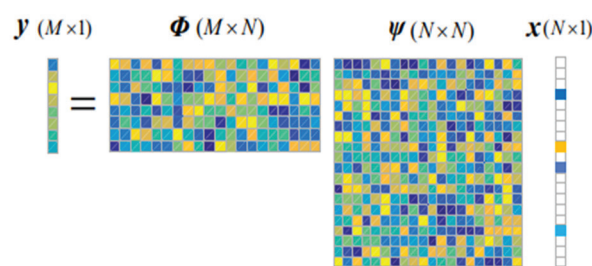 y (M×1) Φ (M×N) ψ (N×N) x (N×1)
=